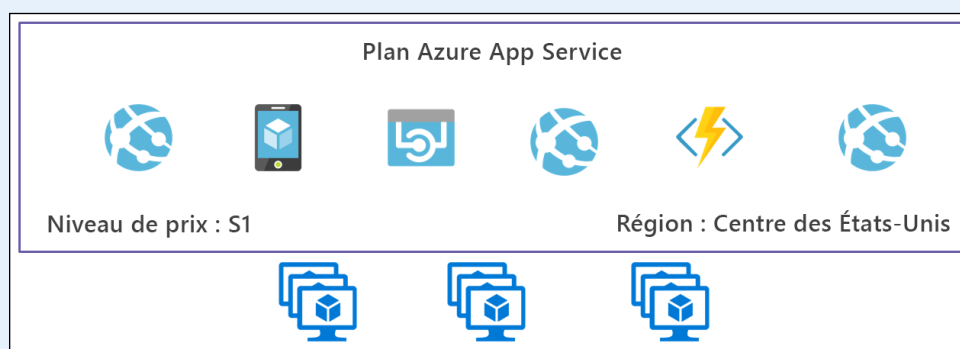 Plan Azure App Service
Niveau de prix : S1
Région : Centre des États-Unis